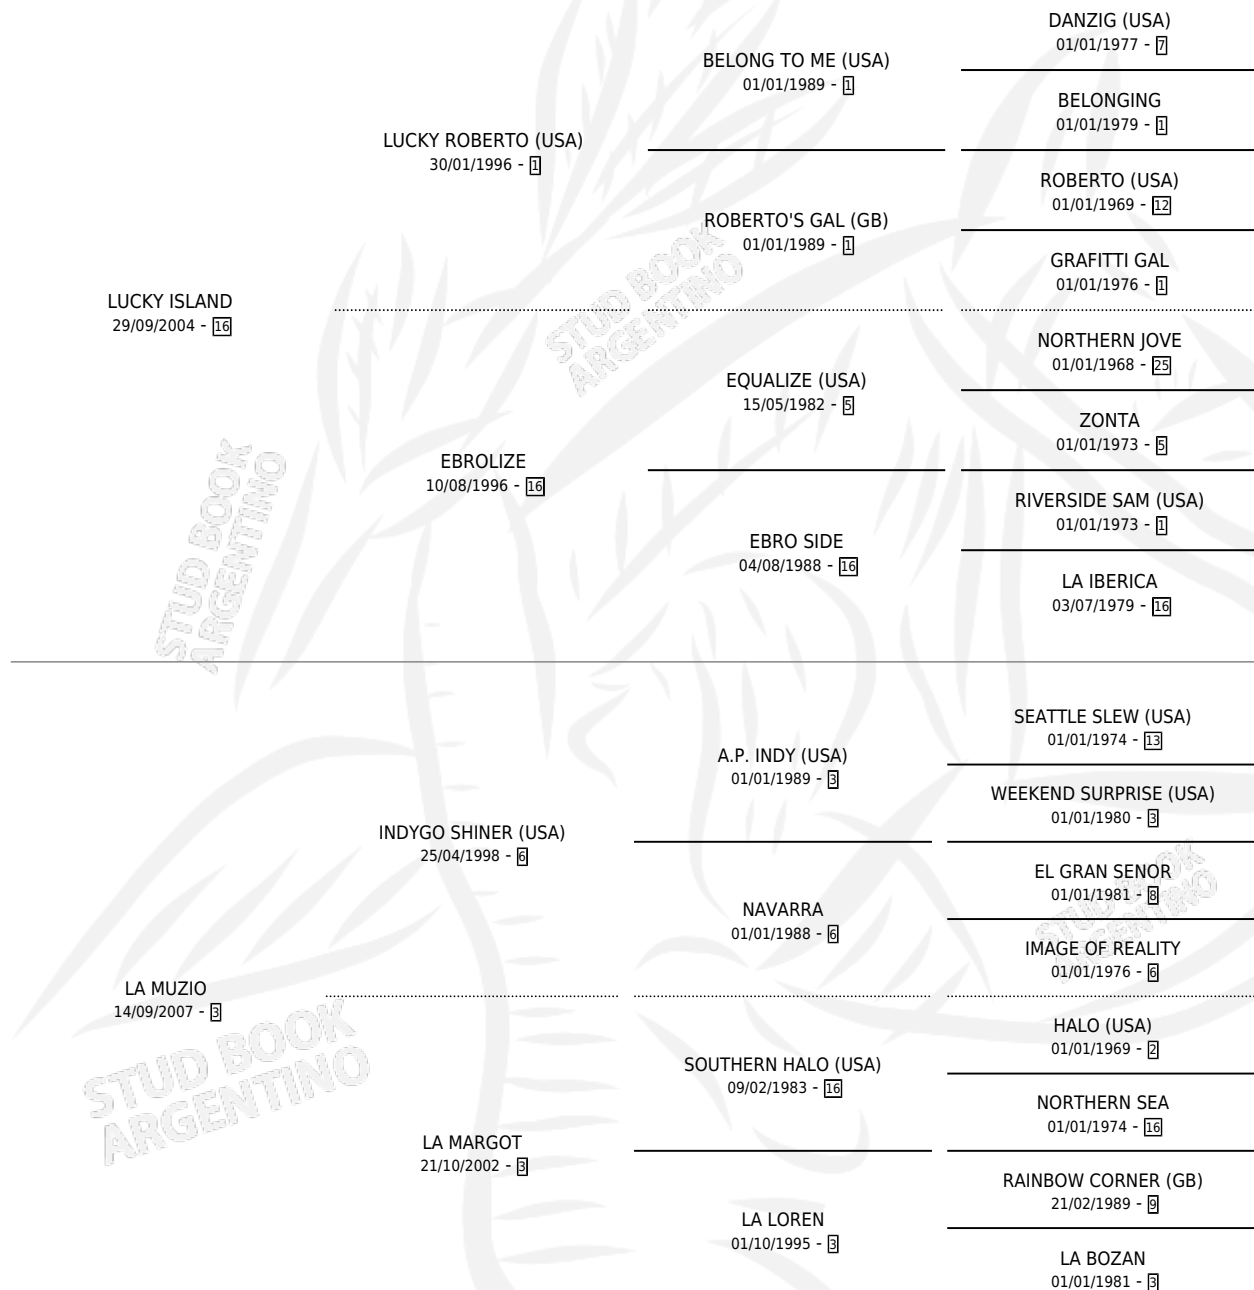 DANZIG (USA)
01/01/1977 - 7
BELONG TO ME (USA)
01/01/1989 - 1
BELONGING
01/01/1979 - 1
LUCKY ROBERTO (USA)
30/01/1996 - 1
ROBERTO (USA)
01/01/1969 - 12
ROBERTO'S GAL (GB)
01/01/1989 - 1
GRAFITTI GAL
01/01/1976 - 1
LUCKY ISLAND
29/09/2004 - 16
NORTHERN JOVE
01/01/1968 - 25
EQUALIZE (USA)
15/05/1982 - 5
ZONTA
01/01/1973 - 5
EBROLIZE
10/08/1996 - 16
RIVERSIDE SAM (USA)
01/01/1973 - 1
EBRO SIDE
04/08/1988 - 16
LA IBERICA
03/07/1979 - 16
SEATTLE SLEW (USA)
01/01/1974 - 13
A.P. INDY (USA)
01/01/1989 - 3
WEEKEND SURPRISE (USA)
01/01/1980 - 3
INDYGO SHINER (USA)
25/04/1998 - 6
EL GRAN SENOR
01/01/1981 - 8
NAVARRA
01/01/1988 - 6
IMAGE OF REALITY
01/01/1976 - 6
LA MUZIO
14/09/2007 - 3
HALO (USA)
01/01/1969 - 2
SOUTHERN HALO (USA)
09/02/1983 - 16
NORTHERN SEA
01/01/1974 - 16
LA MARGOT
21/10/2002 - 3
RAINBOW CORNER (GB)
21/02/1989 - 9
LA LOREN
01/10/1995 - 3
LA BOZAN
01/01/1981 - 3
STUD BOOK
ARGENTINO
STUD BOOK
ARGENTINO
STUD BOOK
ARGENTINO
STUD BOOK
ARGENTINO